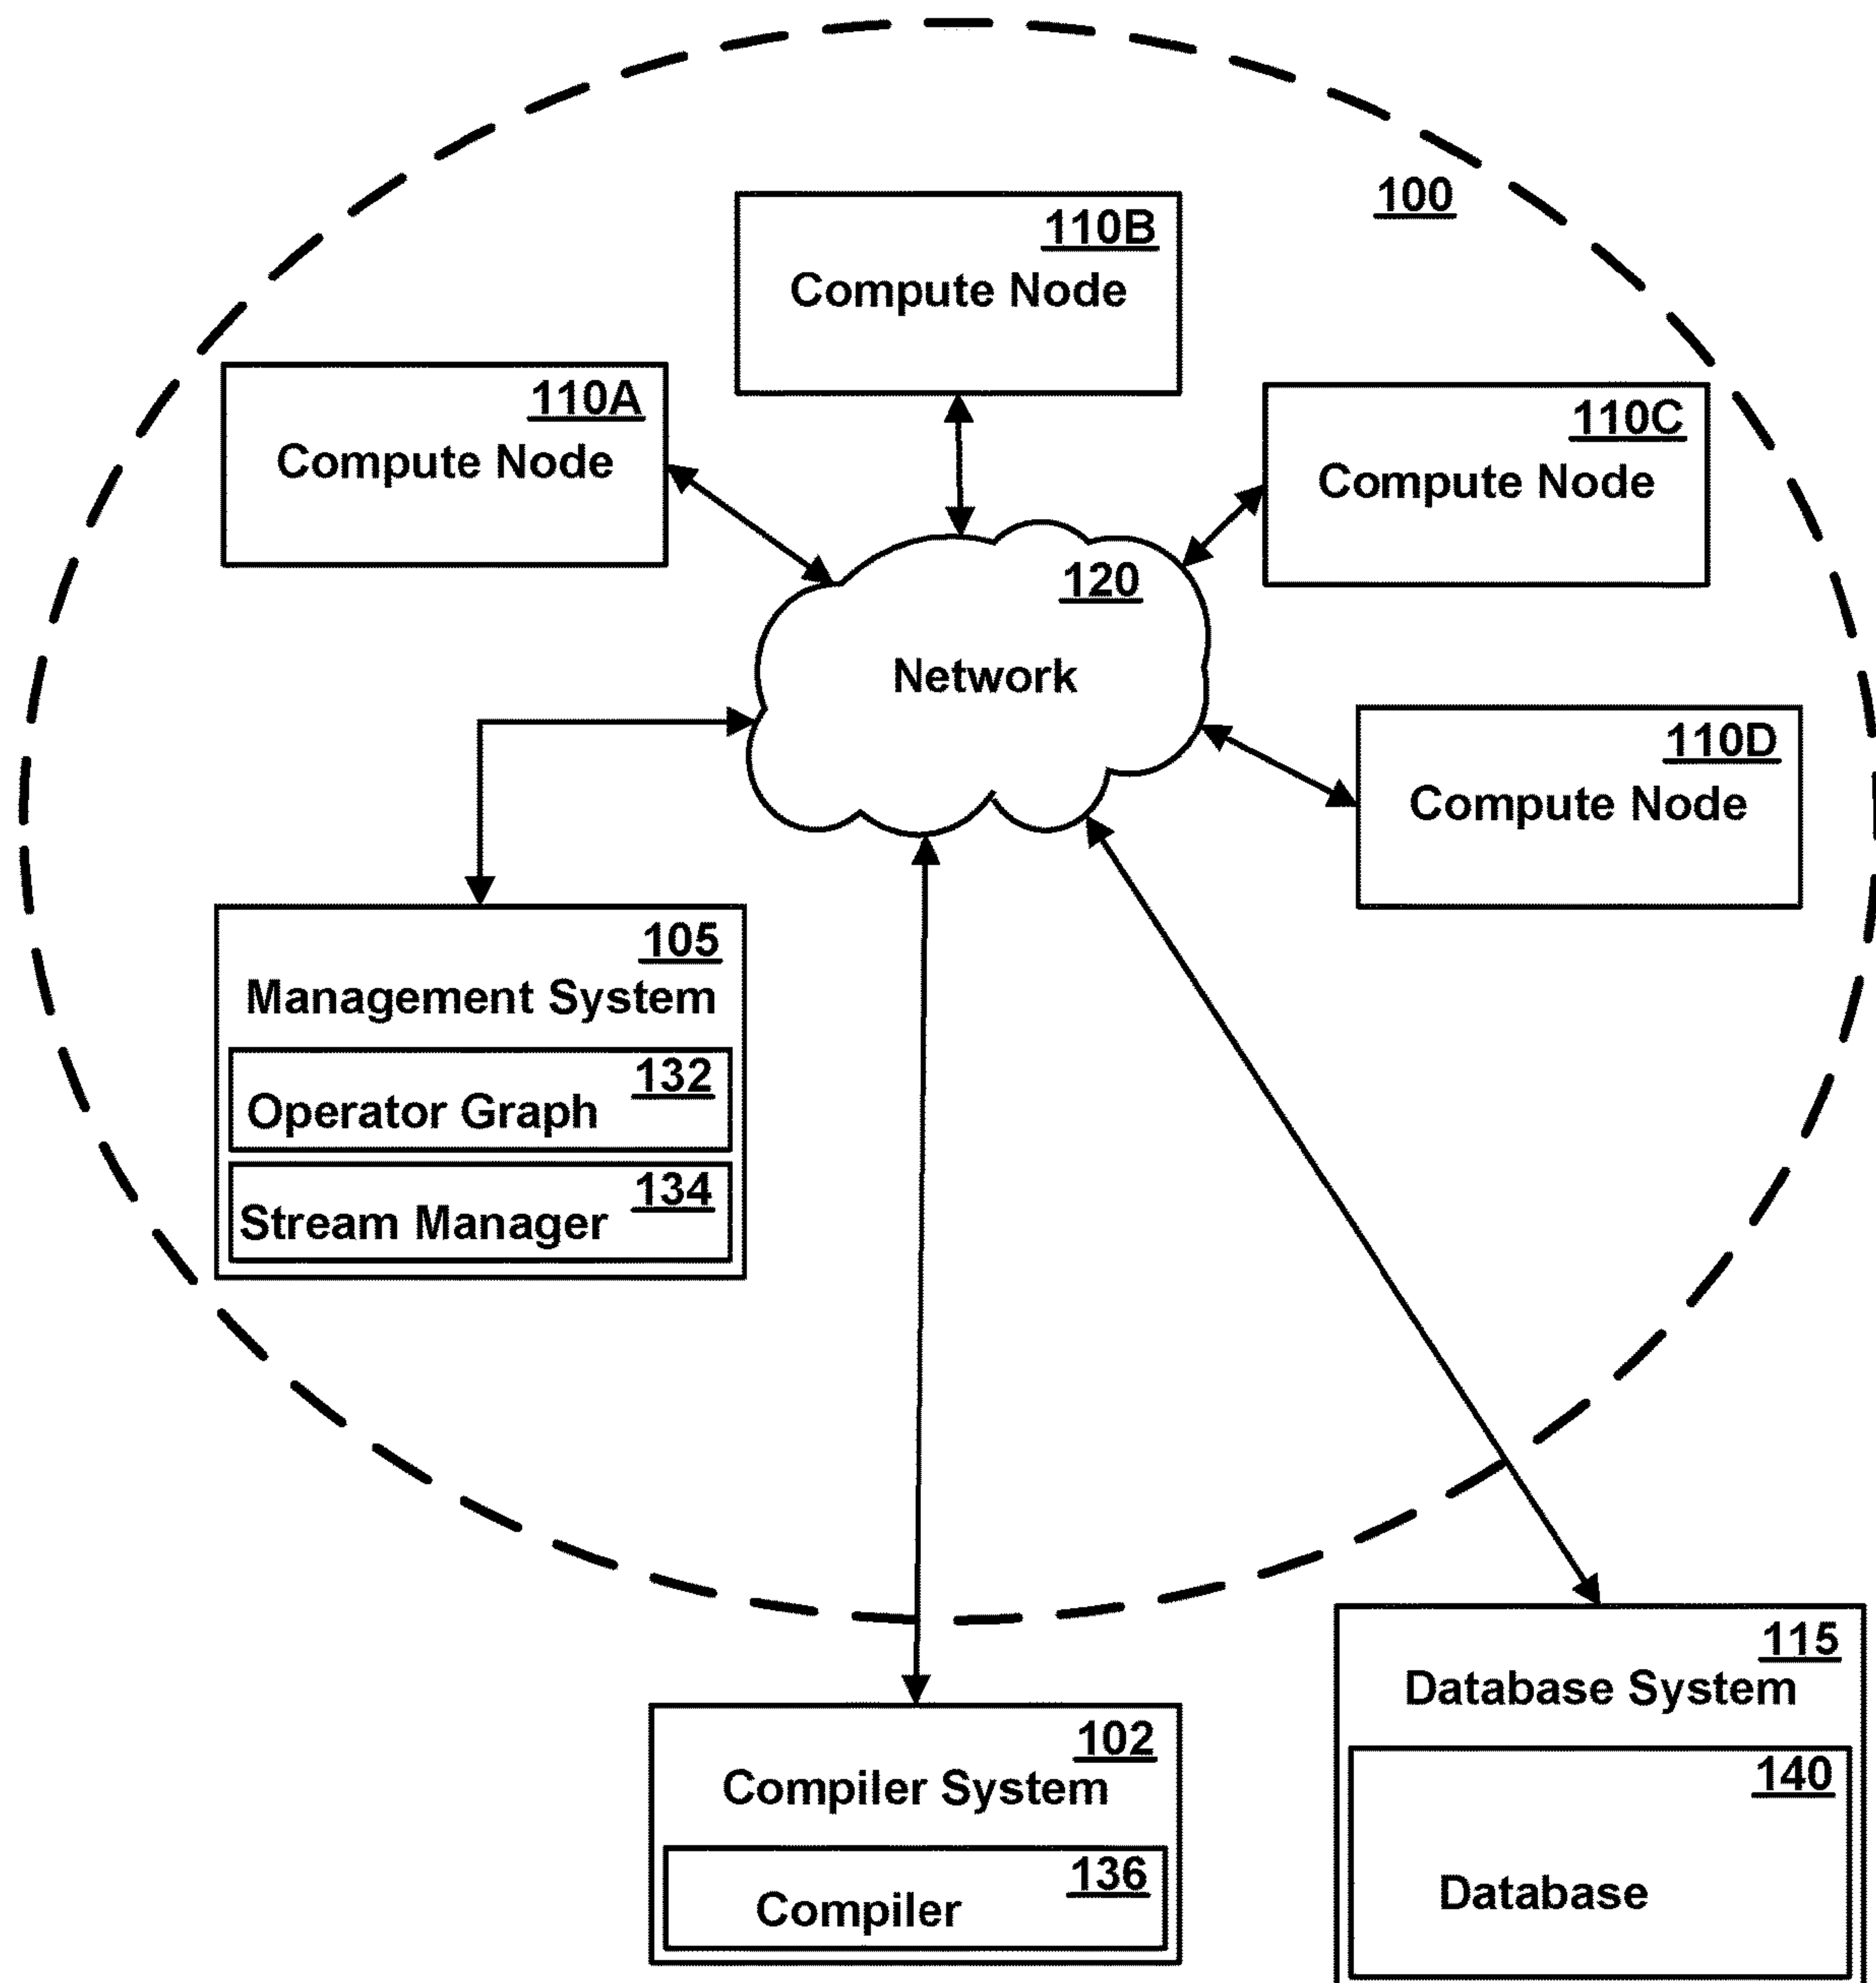 100
110B
Compute Node
110A
Compute Node
110C
Compute Node
120
Network
110D
Compute Node
105
Management System
132
Operator Graph
134
Stream Manager
115
Database System
102
Compiler System
140
Database
136
Compiler